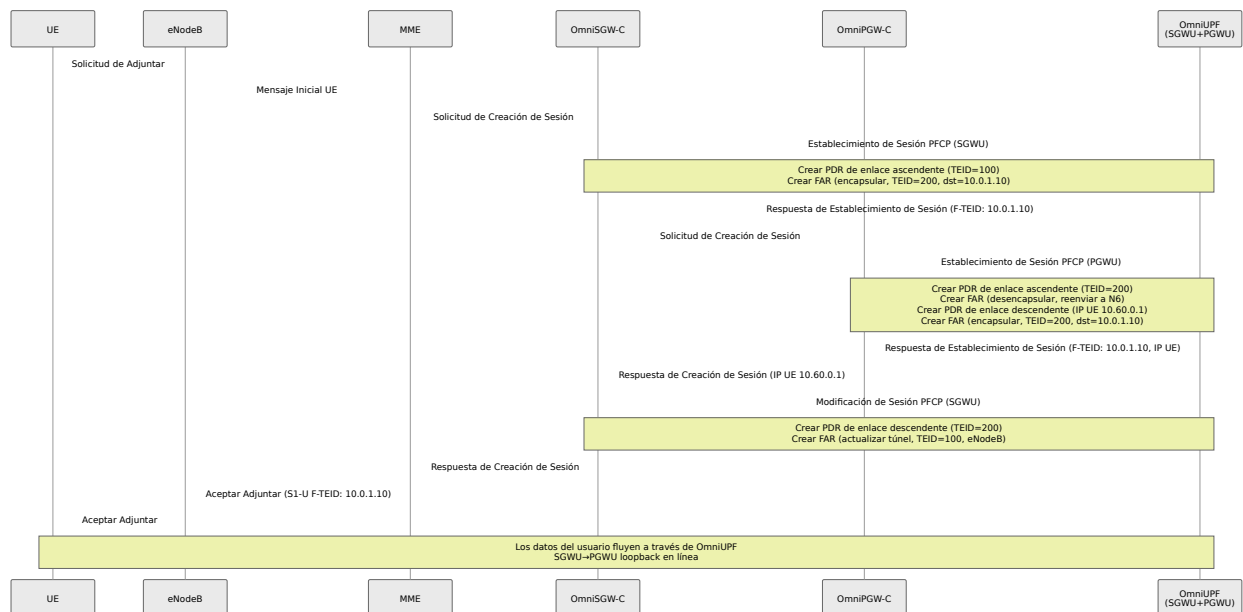 UE
eNodeB
MME
OmniSGW-C
OmniPGW-C
OmniUPF
(SGWU+PGWU)
Solicitud de Adjuntar
Mensaje Inicial UE
Solicitud de Creación de Sesión
Establecimiento de Sesión PFCP (SGWU)
Crear PDR de enlace ascendente (TEID=100)
Crear FAR (encapsular, TEID=200, dst=10.0.1.10)
Respuesta de Establecimiento de Sesión (F-TEID: 10.0.1.10)
Solicitud de Creación de Sesión
Establecimiento de Sesión PFCP (PGWU)
Crear PDR de enlace ascendente (TEID=200)
Crear FAR (desencapsular, reenviar a N6)
Crear PDR de enlace descendente (IP UE 10.60.0.1)
Crear FAR (encapsular, TEID=200, dst=10.0.1.10)
Respuesta de Establecimiento de Sesión (F-TEID: 10.0.1.10, IP UE)
Respuesta de Creación de Sesión (IP UE 10.60.0.1)
Modificación de Sesión PFCP (SGWU)
Crear PDR de enlace descendente (TEID=200)
Crear FAR (actualizar túnel, TEID=100, eNodeB)
Respuesta de Creación de Sesión
Aceptar Adjuntar (S1-U F-TEID: 10.0.1.10)
Aceptar Adjuntar
Los datos del usuario fluyen a través de OmniUPF
SGWU→PGWU loopback en línea
UE
eNodeB
MME
OmniSGW-C
OmniPGW-C
OmniUPF
(SGWU+PGWU)